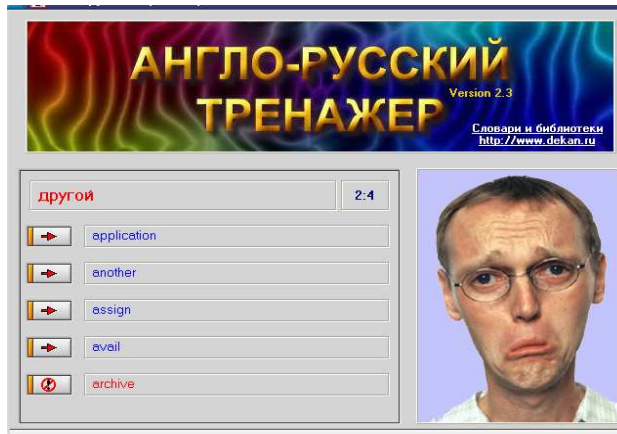 АНГЛО-РУССКИЙ
ТРЕНАЖЕР
Version 2.3
Словари и библиотеки
http://www.dekan.ru
другой
2:4
application
another
assign
avail
archive